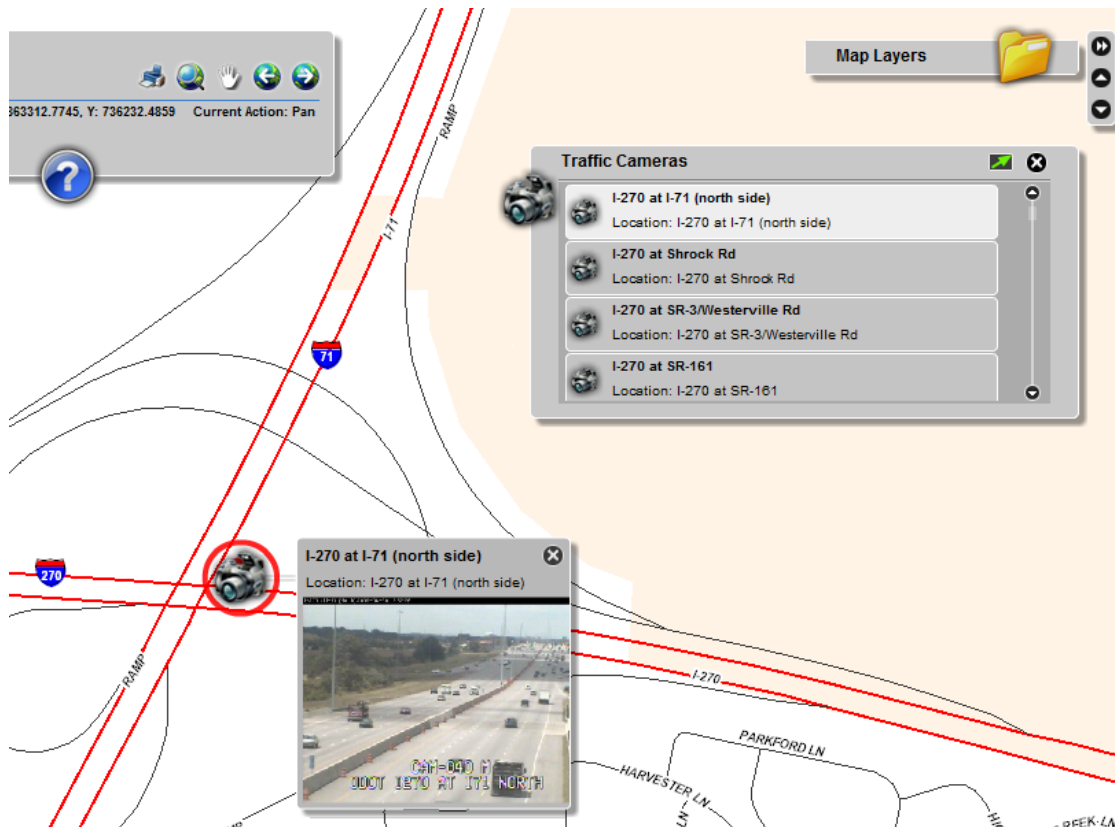 363312.7745, Y: 736232.4859 Current Action: Pan
?
Map Layers
Traffic Cameras
I-270 at I-71 (north side)
Location: I-270 at I-71 (north side)
I-270 at Shrock Rd
Location: I-270 at Shrock Rd
I-270 at SR-3/Westerville Rd
Location: I-270 at SR-3/Westerville Rd
I-270 at SR-161
Location: I-270 at SR-161
RAMP
I-71
71
270
I-270 at I-71 (north side)
Location: I-270 at I-71 (north side)
ODOT I270 AT I71 NORTH
RAMP
I-270
PARKFORD LN
HARVESTER LN
LN